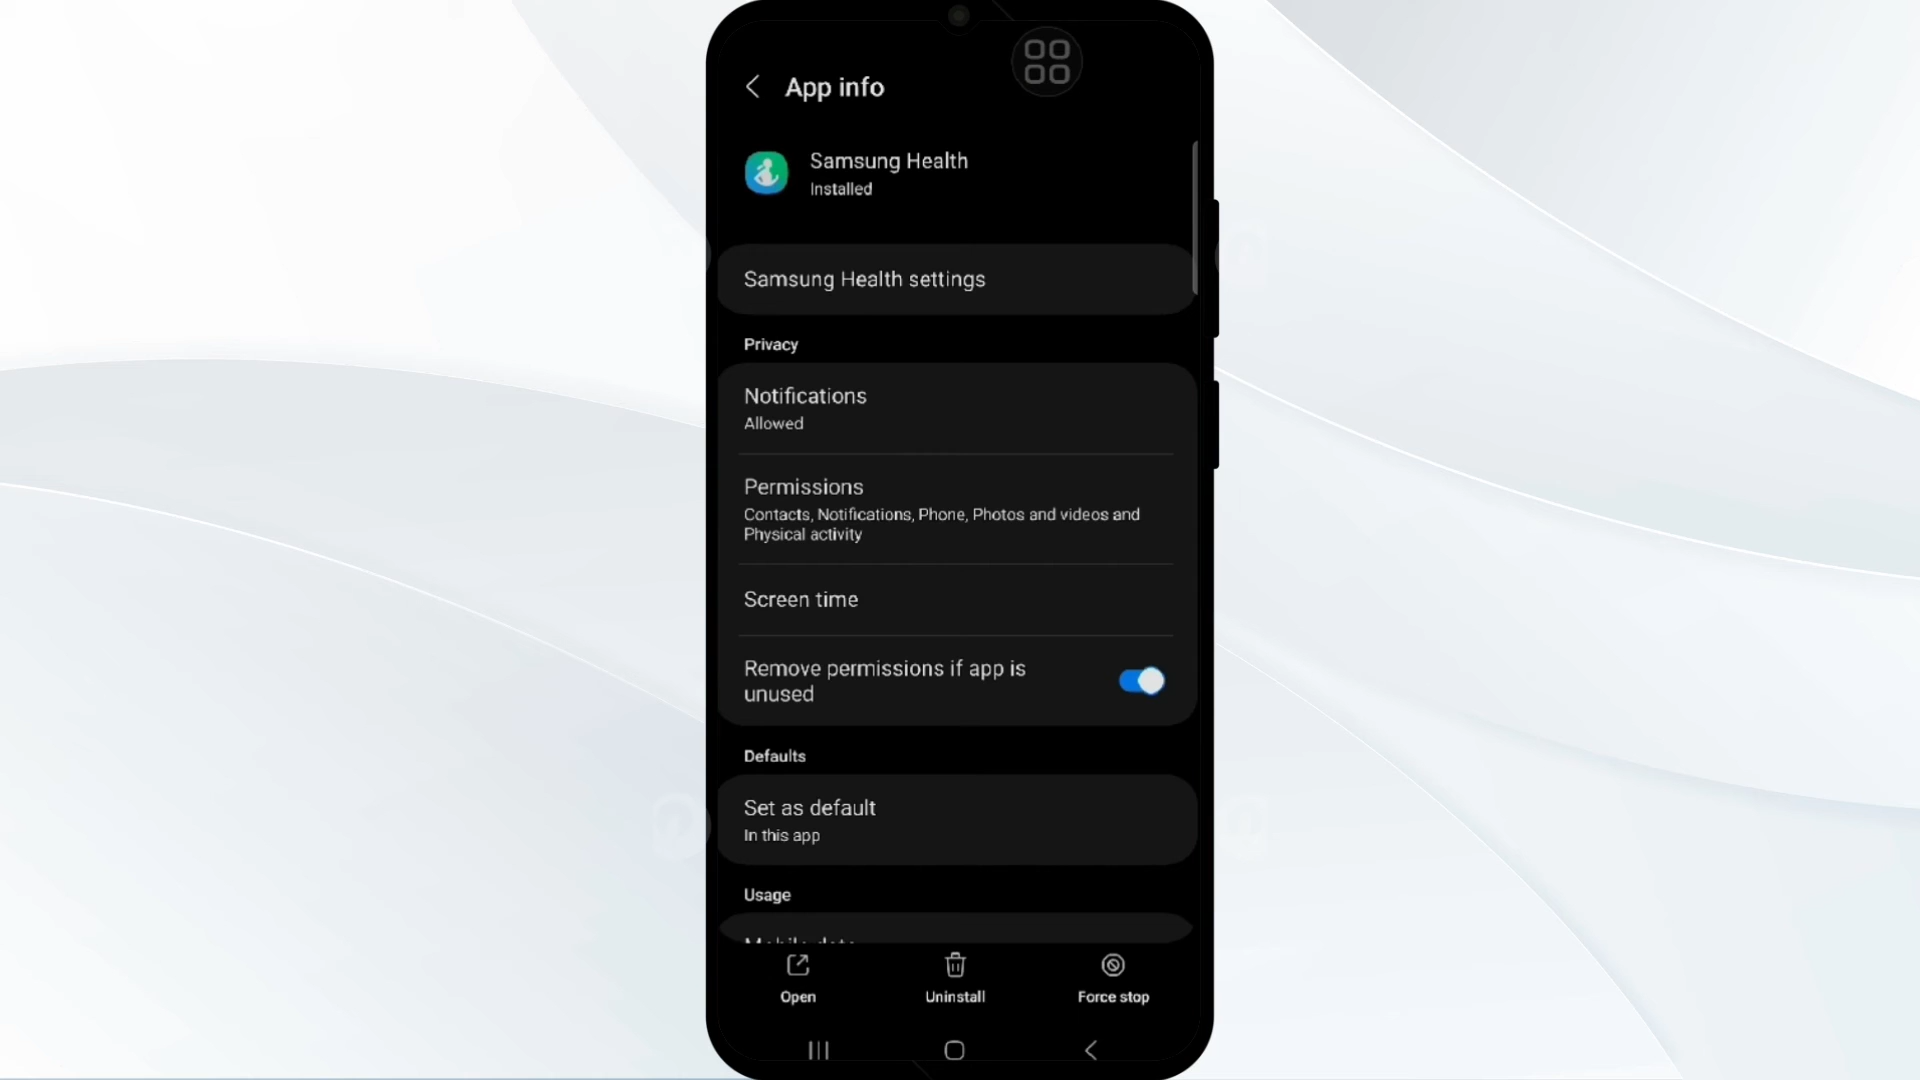 App info
Samsung Health
Installed
Samsung Health settings
Privacy
Notifications
Allowed
Permissions
Contacts, Notifications, Phone, Photos and videos and
Physical activity
Screen time
Remove permissions if app is
unused
Defaults
Set as default
In this app
Usage
Mobile data
Open
Uninstall
Force stop